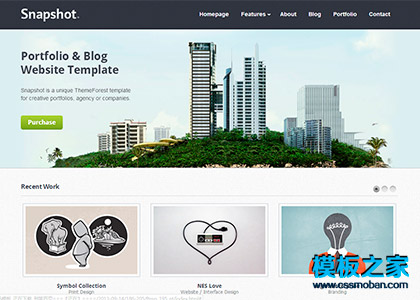 Snapshot.
Homepage Features About Blog Portfolio Contact
Portfolio & Blog
Website Template
Snapshot is a unique ThemeForest template
for creative portfolios, agency or companies.
Purchase
Recent Work
Symbol Collection
Print Design
NES Love
Website / Interface Design
Branding
模板之家
www.cssmoban.com